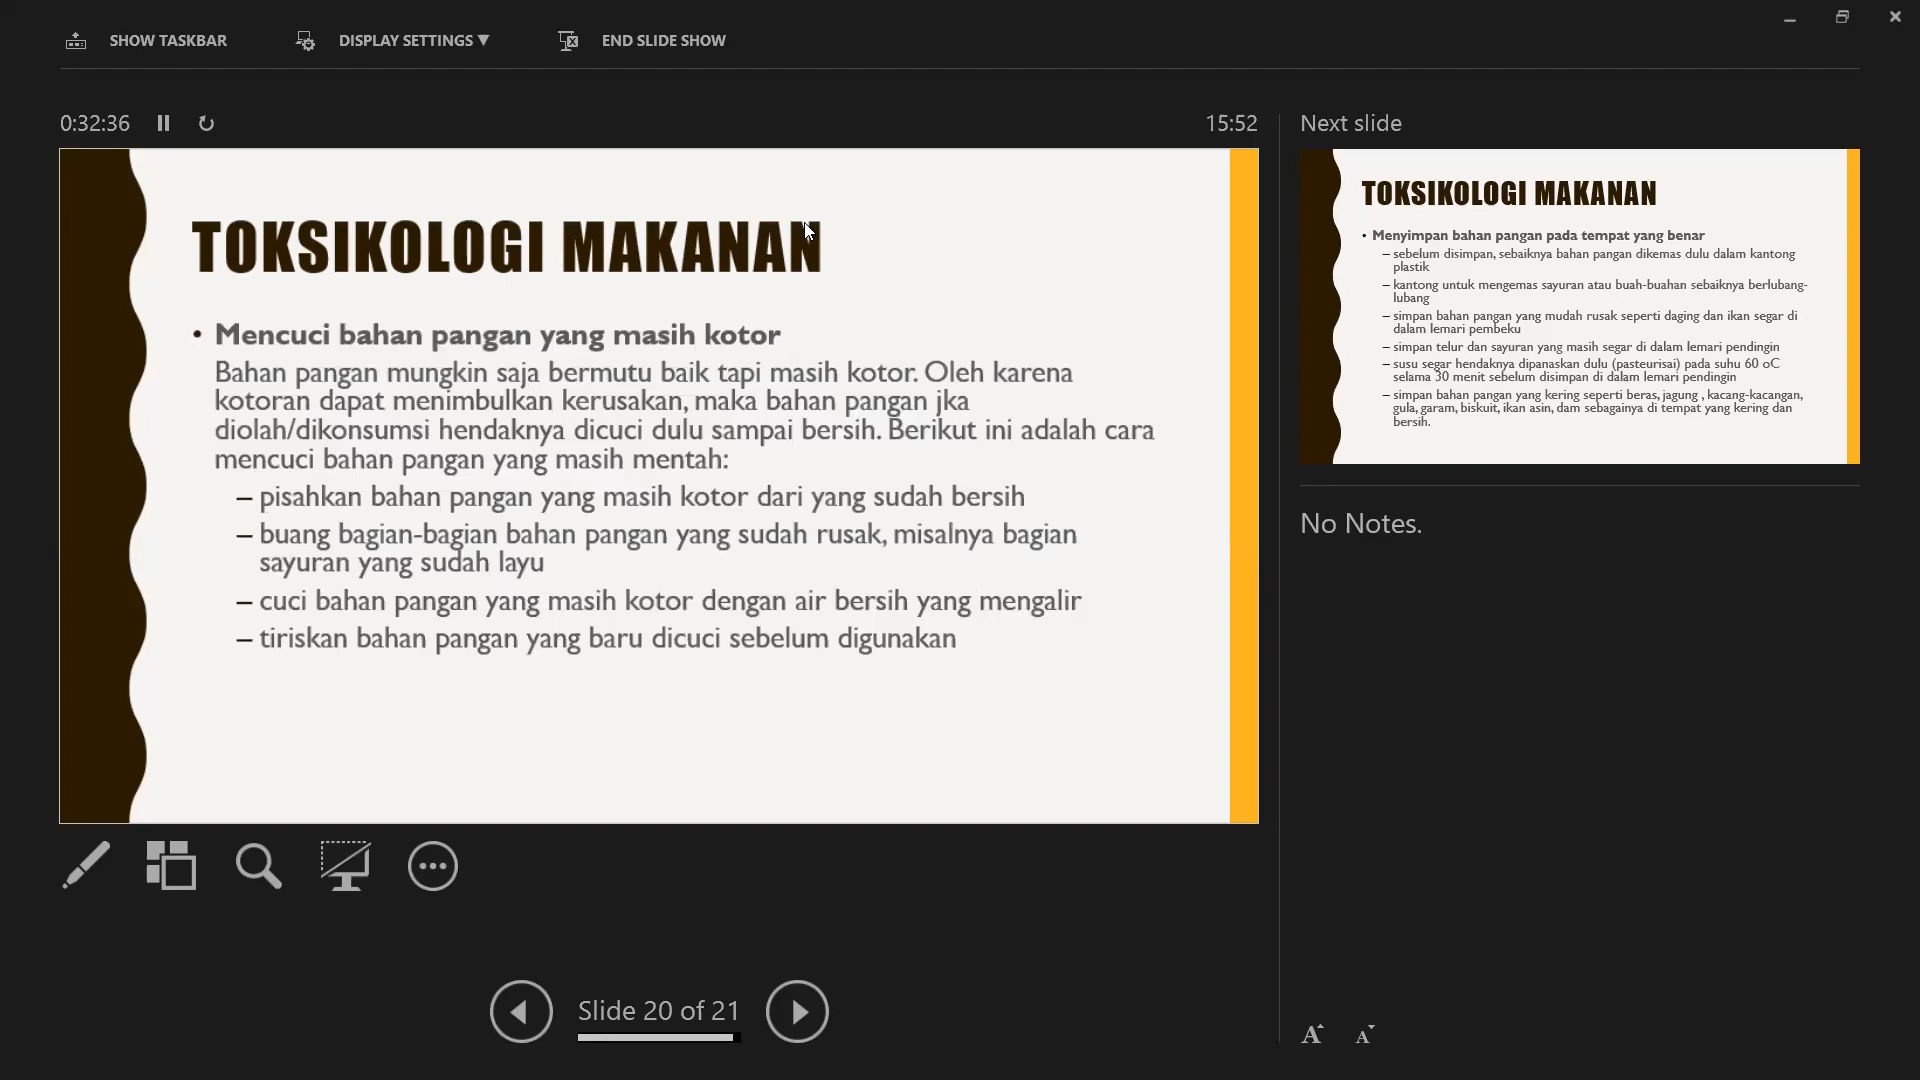 SHOW TASKBAR
DISPLAY SETTINGS ▼
END SLIDE SHOW
0:32:36
15:52
TOKSIKOLOGI MAKANAN
• Mencuci bahan pangan yang masih kotor
Bahan pangan mungkin saja bermutu baik tapi masih kotor. Oleh karena
kotoran dapat menimbulkan kerusakan, maka bahan pangan jka
diolah/dikonsumsi hendaknya dicuci dulu sampai bersih. Berikut ini adalah cara
mencuci bahan pangan yang masih mentah:
– pisahkan bahan pangan yang masih kotor dari yang sudah bersih
– buang bagian-bagian bahan pangan yang sudah rusak, misalnya bagian
sayuran yang sudah layu
– cuci bahan pangan yang masih kotor dengan air bersih yang mengalir
– tiriskan bahan pangan yang baru dicuci sebelum digunakan
Slide 20 of 21
Next slide
TOKSIKOLOGI MAKANAN
• Menyimpan bahan pangan pada tempat yang benar
– sebelum disimpan, sebaiknya bahan pangan dikemas dulu dalam kantong
plastik
– kantong untuk mengemas sayuran atau buah-buahan sebaiknya berlubang-
lubang
– simpan bahan pangan yang mudah rusak seperti daging dan ikan segar di
dalam lemari pembeku
– simpan telur dan sayuran yang masih segar di dalam lemari pendingin
– susu segar hendaknya dipanaskan dulu (pasteurisai) pada suhu 60 oC
selama 30 menit sebelum disimpan di dalam lemari pendingin
– simpan bahan pangan yang kering seperti beras, jagung , kacang-kacangan,
gula, garam, biskuit, ikan asin, dam sebagainya di tempat yang kering dan
bersih.
No Notes.
A A